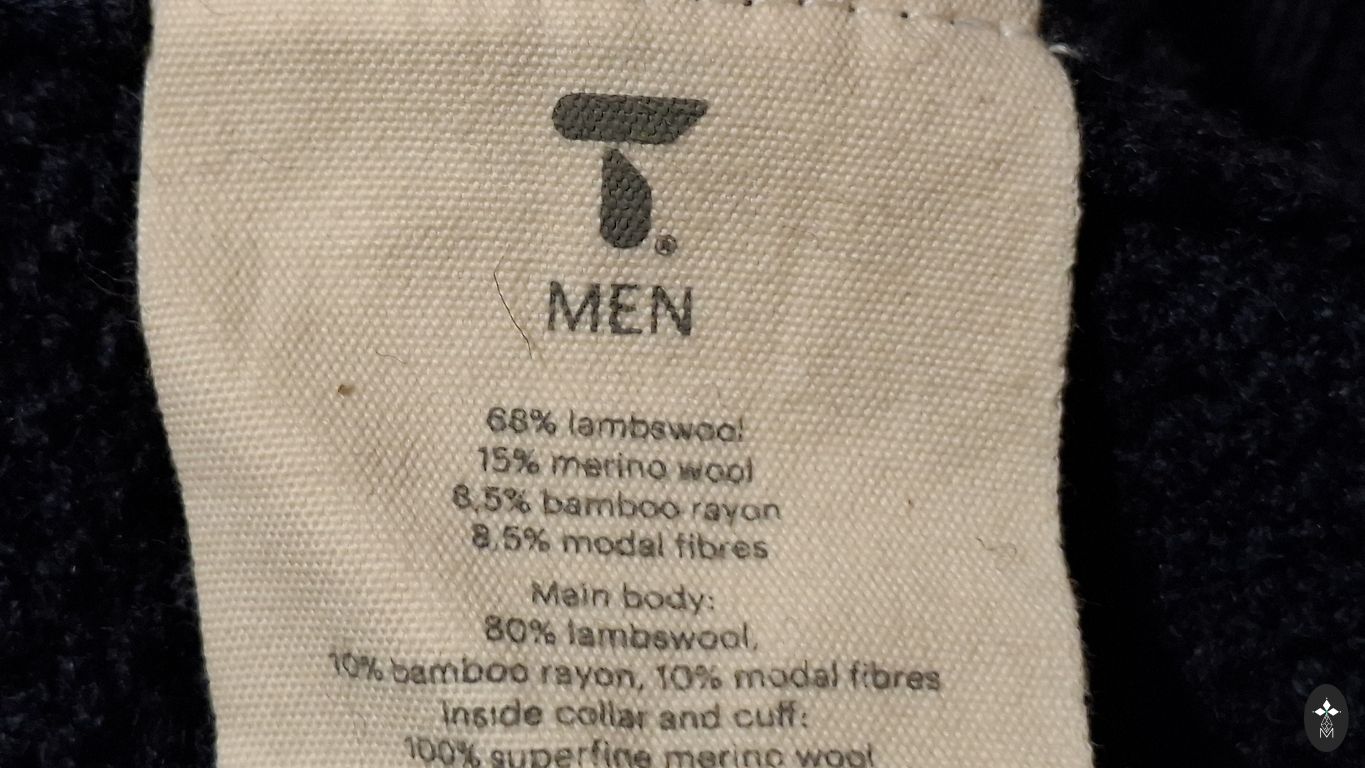 T®
MEN
68% lambswool
15% merino wool
8,5% bamboo rayon
8,5% modal fibres
Main body:
80% lambswool,
10% bamboo rayon, 10% modal fibres
Inside collar and cuff:
100% superfine merino wool
M